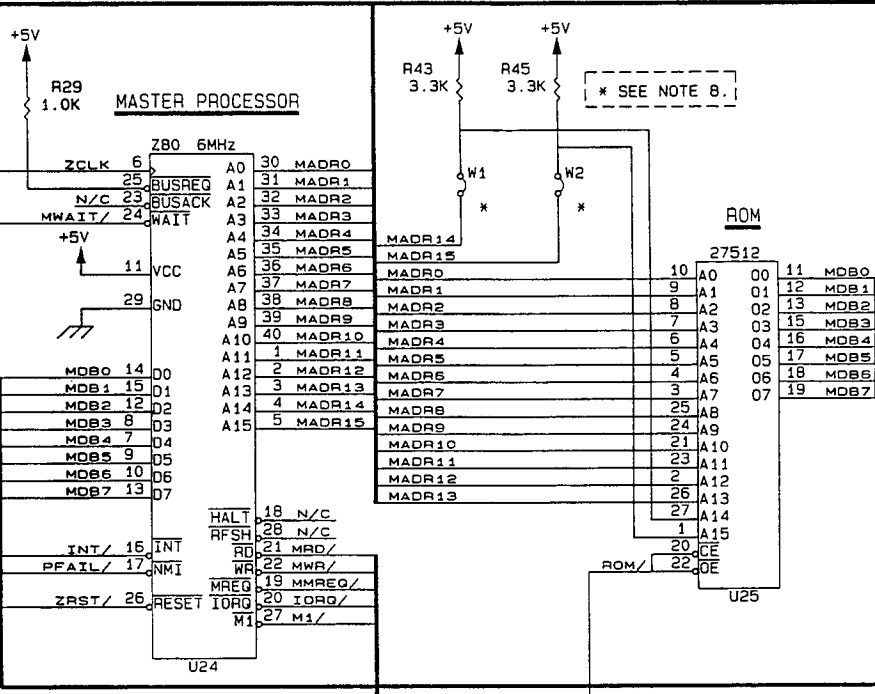 +5V
R29
1.0K
MASTER PROCESSOR
Z80 6MHz
ZCLK 6
25 BUSREQ
N/C 23 BUSACK
MWAIT/ 24 WAIT
+5V
11 VCC
29 GND
MDB0 14 D0
MDB1 15 D1
MDB2 12 D2
MDB3 8 D3
MDB4 7 D4
MDB5 9 D5
MDB6 10 D6
MDB7 13 D7
INT/ 16 INT
PFAIL/ 17 NMI
ZRST/ 26 RESET
A0 30 MADR0
A1 31 MADR1
A2 32 MADR2
A3 33 MADR3
A4 34 MADR4
A5 35 MADR5
A6 36 MADR6
A7 37 MADR7
A8 38 MADR8
A9 39 MADR9
A10 40 MADR10
A11 1 MADR11
A12 2 MADR12
A13 3 MADR13
A14 4 MADR14
A15 5 MADR15
HALT 18 N/C
RFSH 28 N/C
RD 21 MRD/
WR 22 MWR/
MREQ 19 MMREQ/
IORQ 20 IORQ/
M1 27 M1/
U24
+5V
R43
3.3K
+5V
R45
3.3K
* SEE NOTE 8.
W1
*
W2
*
ROM
27512
MADR14
MADR15
MADR0 10 A0
MADR1 9 A1
MADR2 8 A2
MADR3 7 A3
MADR4 6 A4
MADR5 5 A5
MADR6 4 A6
MADR7 3 A7
MADR8 25 A8
MADR9 24 A9
MADR10 21 A10
MADR11 23 A11
MADR12 2 A12
MADR13 26 A13
27 A14
1 A15
20 CE
ROM/ 22 OE
O0 11 MDB0
O1 12 MDB1
O2 13 MDB2
O3 15 MDB3
O4 16 MDB4
O5 17 MDB5
O6 18 MDB6
O7 19 MDB7
U25